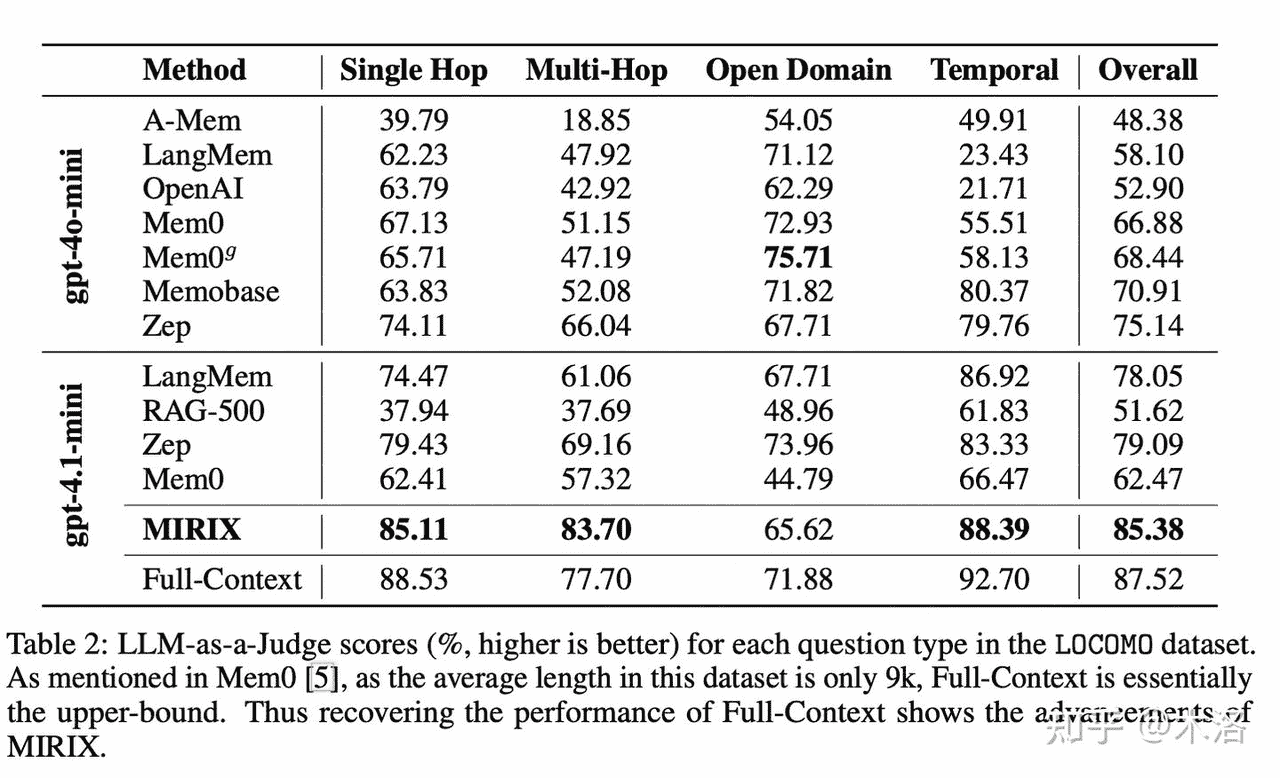 Method Single Hop Multi-Hop Open Domain Temporal Overall
gpt-4o-mini
A-Mem 39.79 18.85 54.05 49.91 48.38
LangMem 62.23 47.92 71.12 23.43 58.10
OpenAI 63.79 42.92 62.29 21.71 52.90
Mem0 67.13 51.15 72.93 55.51 66.88
Mem0g 65.71 47.19 75.71 58.13 68.44
Memobase 63.83 52.08 71.82 80.37 70.91
Zep 74.11 66.04 67.71 79.76 75.14
gpt-4.1-mini
LangMem 74.47 61.06 67.71 86.92 78.05
RAG-500 37.94 37.69 48.96 61.83 51.62
Zep 79.43 69.16 73.96 83.33 79.09
Mem0 62.41 57.32 44.79 66.47 62.47
MIRIX 85.11 83.70 65.62 88.39 85.38
Full-Context 88.53 77.70 71.88 92.70 87.52
Table 2: LLM-as-a-Judge scores (%, higher is better) for each question type in the LOCOMO dataset.
As mentioned in Mem0 [5], as the average length in this dataset is only 9k, Full-Context is essentially
the upper-bound. Thus recovering the performance of Full-Context shows the advancements of
MIRIX.
知乎 @木洛